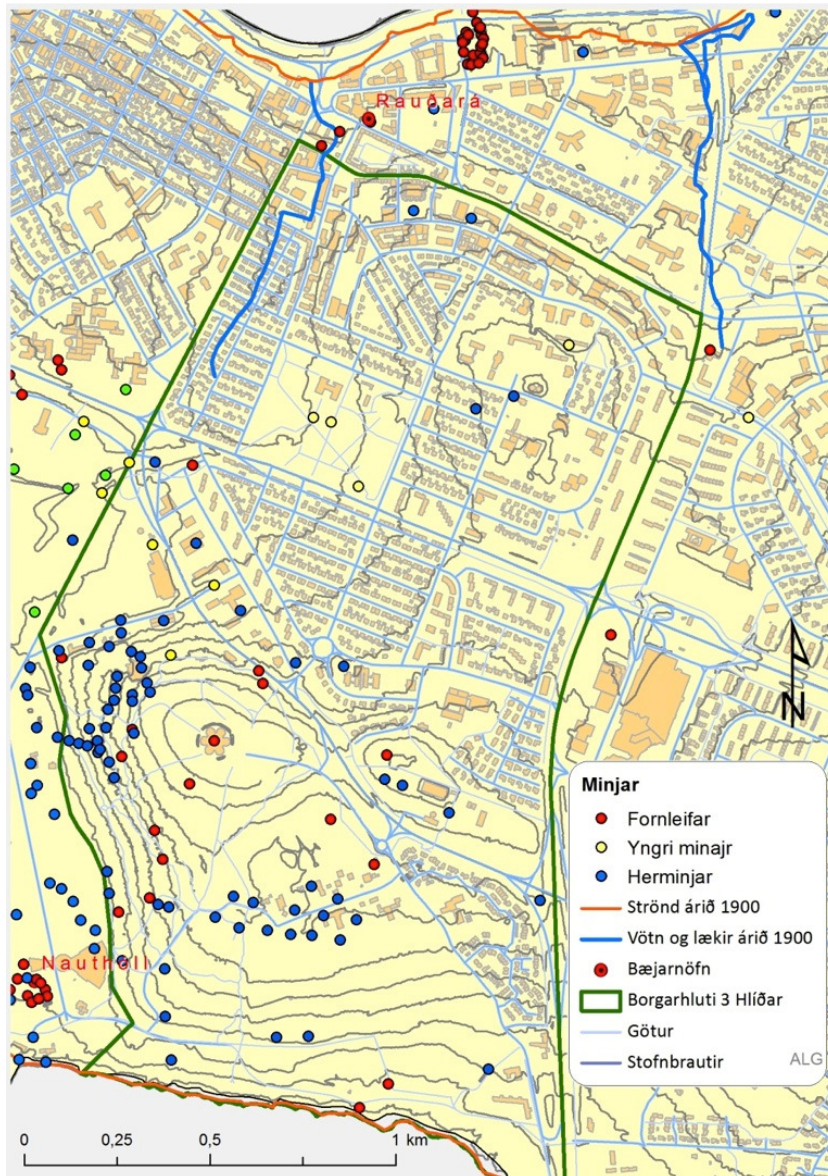 Rauðará
Minjar
Fornleifar
Yngri minajr
Herminjar
Strönd árið 1900
Vötn og lækir árið 1900
Bæjarnöfn
Borgarhluti 3 Hlíðar
Götur
Stofnbrautir
ALG
N
Nauthóll
0
0,25
0,5
1 km